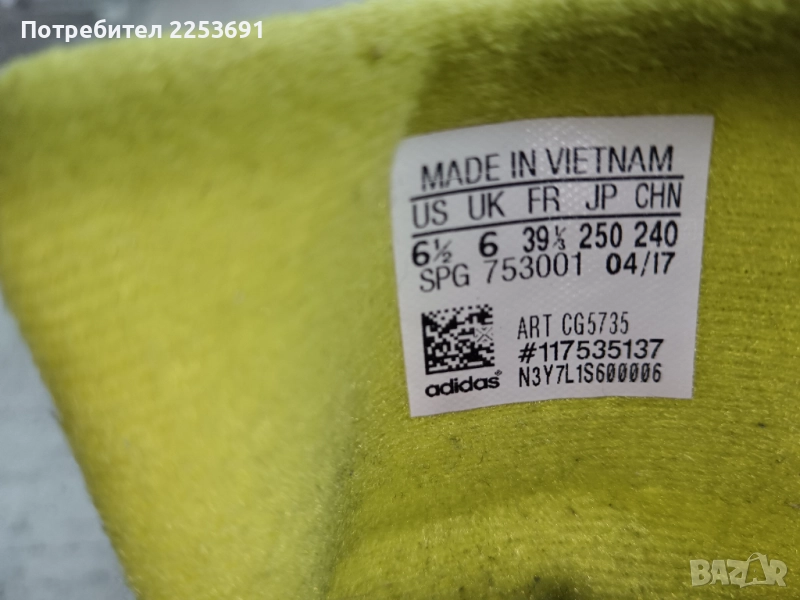 Потребител 2253691
MADE IN VIETNAM
US UK FR JP CHN
6½ 6 39⅓ 250 240
SPG 753001 04/17
ART CG5735
#117535137
adidas N3Y7L1S600006
BAZAR